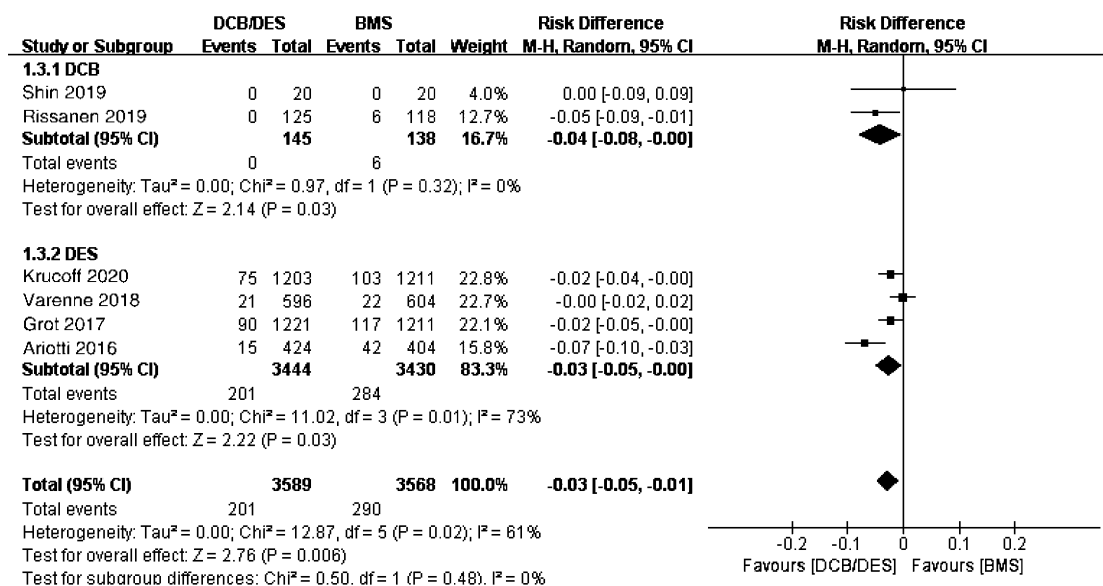 DCB/DES BMS Risk Difference Risk Difference
Study or Subgroup Events Total Events Total Weight M-H, Random, 95% CI M-H, Random, 95% CI
1.3.1 DCB
Shin 2019 0 20 0 20 4.0% 0.00 [-0.09, 0.09]
Rissanen 2019 0 125 6 118 12.7% -0.05 [-0.09, -0.01]
Subtotal (95% CI) 145 138 16.7% -0.04 [-0.08, -0.00]
Total events 0 6
Heterogeneity: Tau² = 0.00; Chi² = 0.97, df = 1 (P = 0.32); I² = 0%
Test for overall effect: Z = 2.14 (P = 0.03)
1.3.2 DES
Krucoff 2020 75 1203 103 1211 22.8% -0.02 [-0.04, -0.00]
Varenne 2018 21 596 22 604 22.7% -0.00 [-0.02, 0.02]
Grot 2017 90 1221 117 1211 22.1% -0.02 [-0.05, -0.00]
Ariotti 2016 15 424 42 404 15.8% -0.07 [-0.10, -0.03]
Subtotal (95% CI) 3444 3430 83.3% -0.03 [-0.05, -0.00]
Total events 201 284
Heterogeneity: Tau² = 0.00; Chi² = 11.02, df = 3 (P = 0.01); I² = 73%
Test for overall effect: Z = 2.22 (P = 0.03)
Total (95% CI) 3589 3568 100.0% -0.03 [-0.05, -0.01]
Total events 201 290
Heterogeneity: Tau² = 0.00; Chi² = 12.87, df = 5 (P = 0.02); I² = 61%
Test for overall effect: Z = 2.76 (P = 0.006)
Test for subgroup differences: Chi² = 0.50, df = 1 (P = 0.48), I² = 0%
-0.2 -0.1 0 0.1 0.2
Favours [DCB/DES] Favours [BMS]